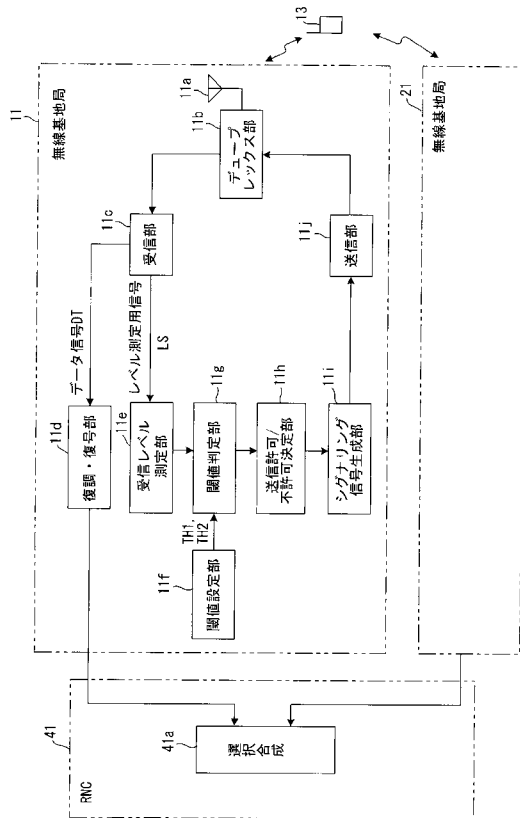 11
無線基地局
11a
11b
デュープ
レックス部
11c
受信部
データ信号DT
レベル測定用信号
LS
11d
復調・復号部
11e
受信レベル
測定部
11f
閾値設定部
TH1,
TH2
11g
閾値判定部
11h
送信許可/
不許可決定部
11i
シグナリング
信号生成部
11j
送信部
13
21
無線基地局
41
RNC
41a
選択合成